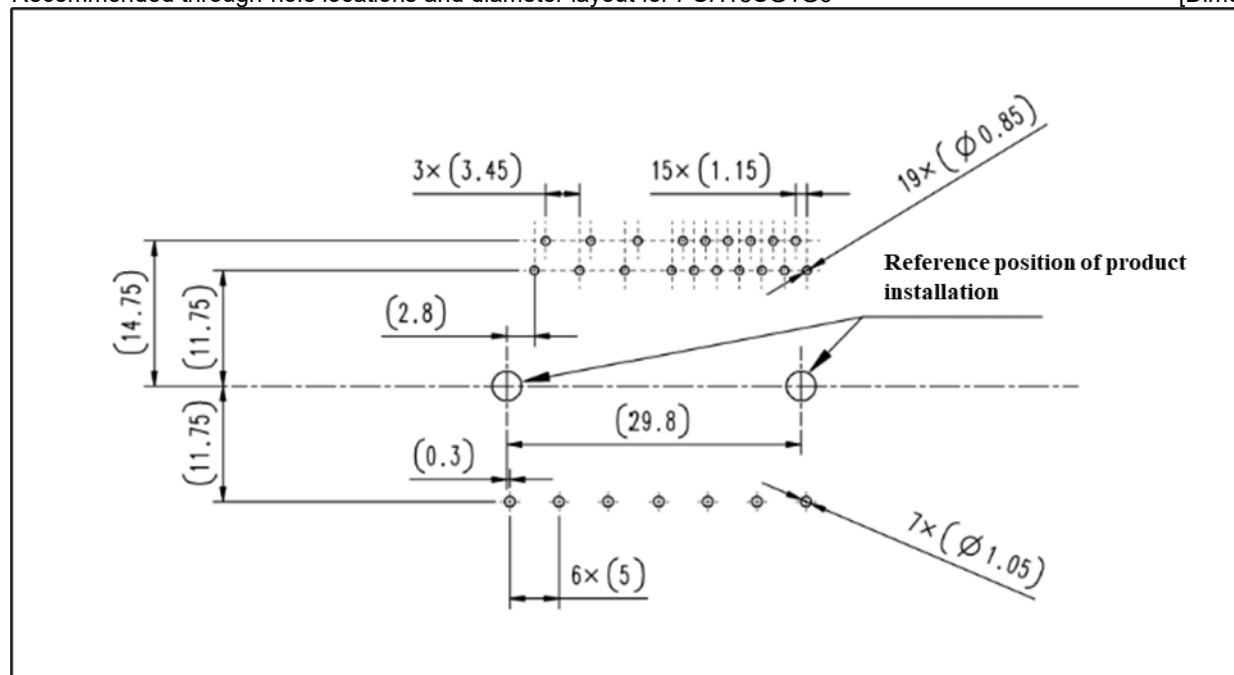 3× (3.45)
15× (1.15)
19× (Ø0.85)
(14.75)
(11.75)
Reference position of product
installation
(2.8)
(11.75)
(29.8)
(0.3)
7× (Ø1.05)
6× (5)